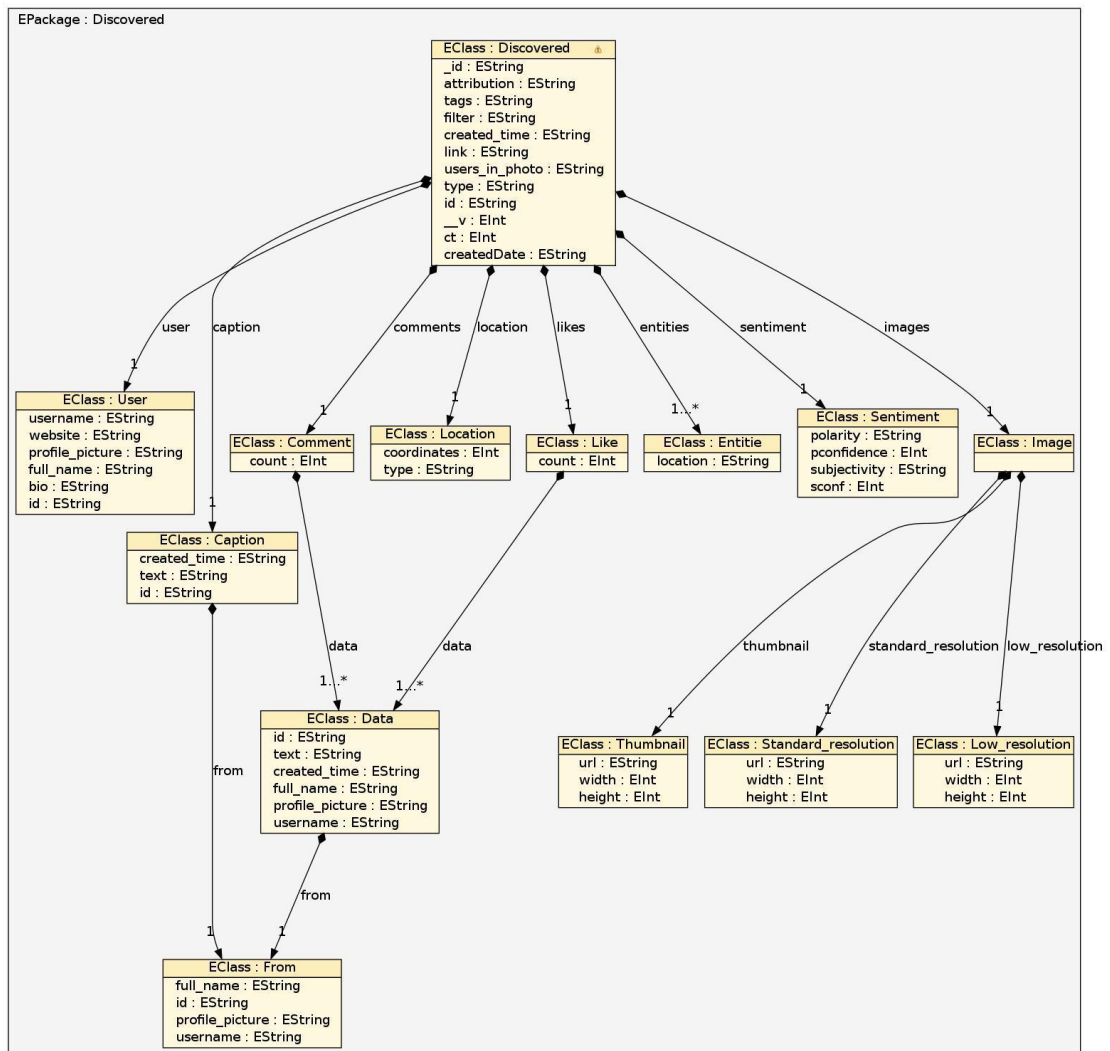 EPackage : Discovered
EClass : Discovered
_id : EString
attribution : EString
tags : EString
filter : EString
created_time : EString
link : EString
users_in_photo : EString
type : EString
id : EString
__v : EInt
ct : EInt
createdDate : EString
user
caption
comments
location
likes
entities
sentiment
images
1
1
1
1
1...*
1
1
1
EClass : User
username : EString
website : EString
profile_picture : EString
full_name : EString
bio : EString
id : EString
EClass : Comment
count : EInt
EClass : Location
coordinates : EInt
type : EString
EClass : Like
count : EInt
EClass : Entitie
location : EString
EClass : Sentiment
polarity : EString
pconfidence : EInt
subjectivity : EString
sconf : EInt
EClass : Image
EClass : Caption
created_time : EString
text : EString
id : EString
data
data
thumbnail
standard_resolution
low_resolution
1...*
1...*
1
1
1
EClass : Data
id : EString
text : EString
created_time : EString
full_name : EString
profile_picture : EString
username : EString
EClass : Thumbnail
url : EString
width : EInt
height : EInt
EClass : Standard_resolution
url : EString
width : EInt
height : EInt
EClass : Low_resolution
url : EString
width : EInt
height : EInt
from
from
1
1
EClass : From
full_name : EString
id : EString
profile_picture : EString
username : EString